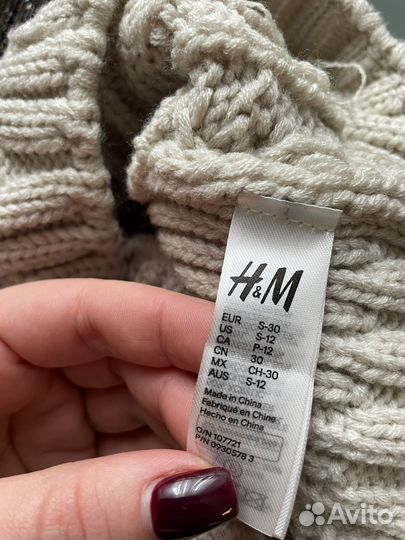 H&M
EUR S-30
US S-12
CA P-12
CN 30
MX CH-30
AUS S-12
Made in China
Fabriqué en Chine
Hecho en China
O/N 107721
P/N 0930578 3
Avito